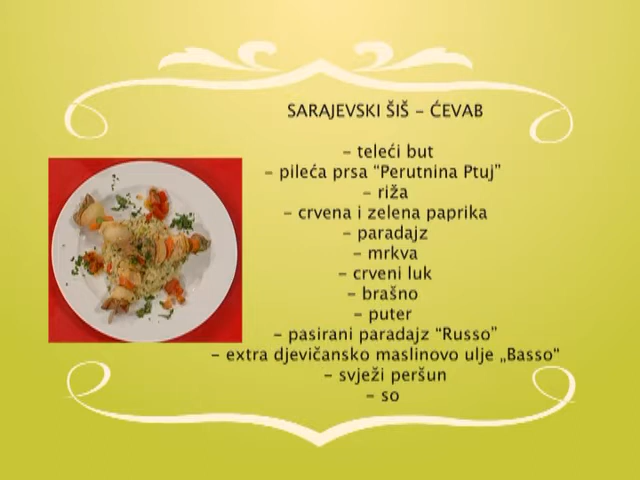 SARAJEVSKI ŠIŠ – ĆEVAB
– teleći but
– pileća prsa “Perutnina Ptuj”
– riža
– crvena i zelena paprika
– paradajz
– mrkva
– crveni luk
– brašno
– puter
– pasirani paradajz “Russo”
– extra djevičansko maslinovo ulje „Basso“
– svježi peršun
– so